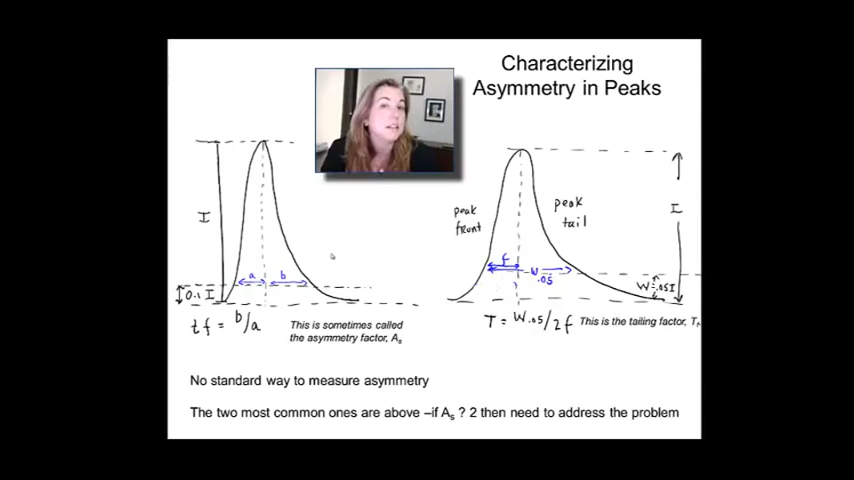 Characterizing
Asymmetry in Peaks
I
a
b
0.1 I
tf = b/a
This is sometimes called
the asymmetry factor, As
peak
front
peak
tail
I
f
W
.05
W=.05I
T = W.05/2f
This is the tailing factor, Tf
No standard way to measure asymmetry
The two most common ones are above –if As ? 2 then need to address the problem